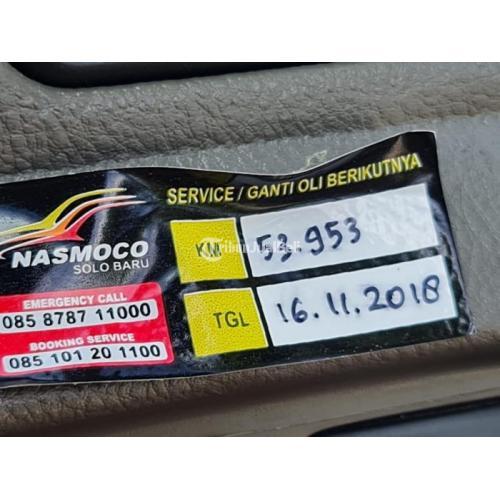 SERVICE / GANTI OLI BERIKUTNYA
NASMOCO
SOLO BARU
KM 53.953
TGL 16.11.2018
EMERGENCY CALL
085 8787 11000
BOOKING SERVICE
085 101 20 1100